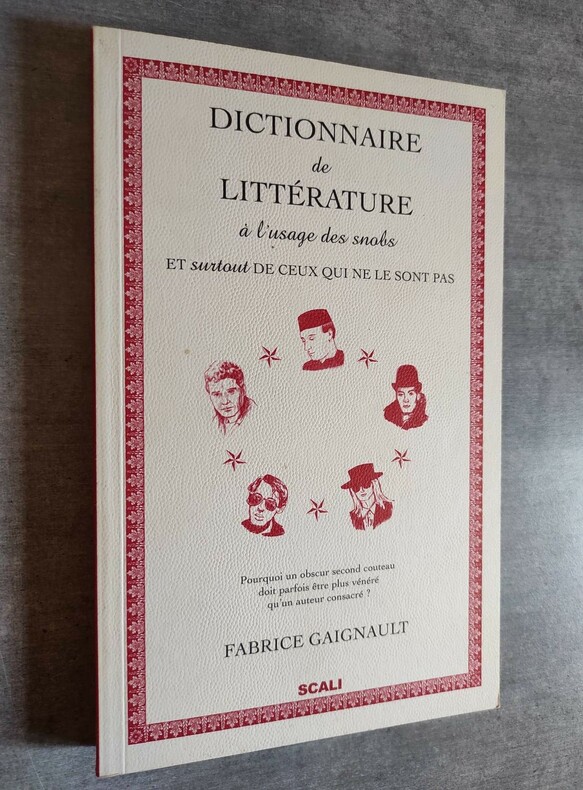 DICTIONNAIRE
de
LITTÉRATURE
à l'usage des snobs
ET surtout DE CEUX QUI NE LE SONT PAS
Pourquoi un obscur second couteau
doit parfois être plus vénéré
qu'un auteur consacré ?
FABRICE GAIGNAULT
SCALI